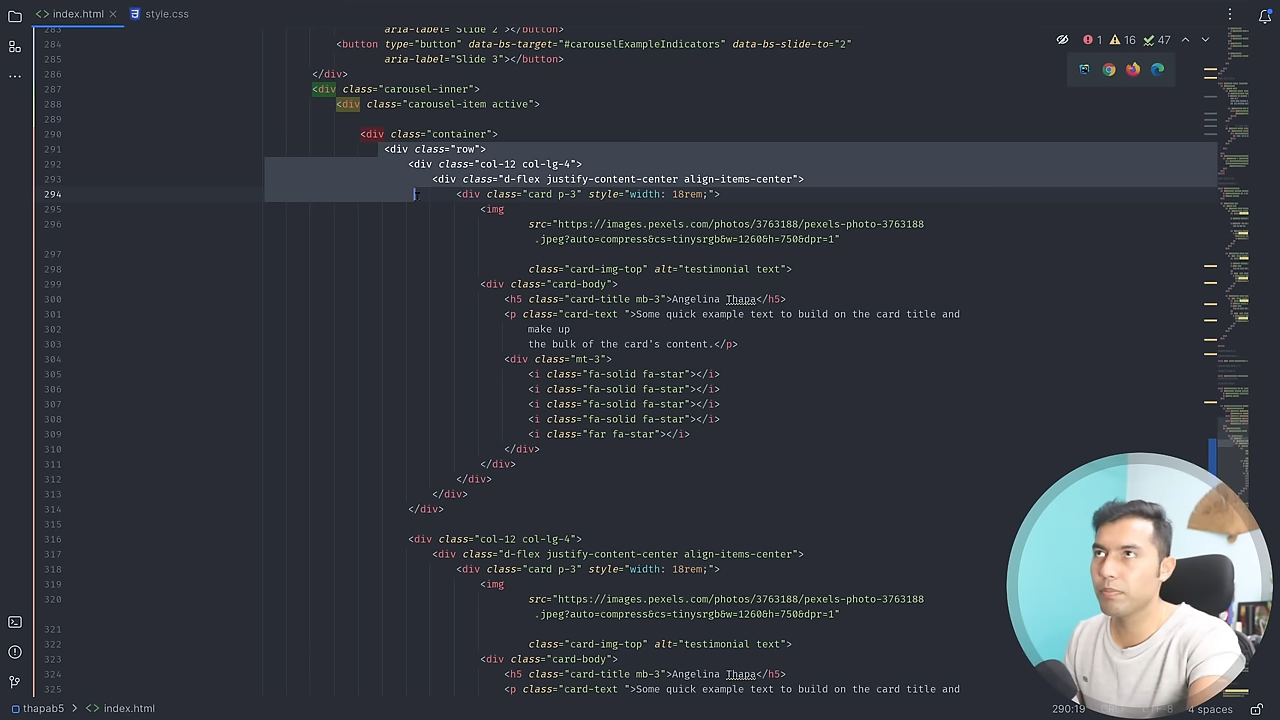 index.html
style.css
283
aria-label="Slide 2"></button>
284
<button type="button" data-bs-target="#carouselExampleIndicators" data-bs-slide-to="2"
285
aria-label="Slide 3"></button>
286
</div>
1
16
47
287
<div class="carousel-inner">
288
<div class="carousel-item
289
290
<div class="container">
291
<div class="row">
292
<div class="col-12 col-lg-4">
293
<div class="d-flex justify-content-center align-items-center
294
<div class="card p-3" style="width: 18rem;">
295
<img
296
"https://images.pexels.com/photos/3763188/pexels-photo-3763188
.jpeg?auto=compress&cs=tinysrgb&w=1260&h=750&dpr=1"
297
298
"card-img-top" alt="testimonial text">
299
<div class="card-body
300
<h5 class="card-title mb-3">Angelina Thapa</h5>
301
card-text "Some quick example text to build on the card title and
302
make up
303
the bulk of the card's content.</p>
304
<div class="mt-3">
305
class="fa-solid fa-star"></i>
306
class="fa-solid fa-star"></i>
307
class="fa-solid fa-star"></i>
308
class="fa-solid fa-star"></i>
309
></i>
310
</div>
311
</div>
312
</div>
313
</div>
314
</div>
315
316
<div class="col-12 col-lg-4">
317
<div class="d-flex justify-content-center align-items-center">
318
<div class="card p-3" style="width: 18rem;">
319
<img
320
src="https://images.pexels.com/photos/3763188/pexels-photo-3763188
.jpeg?auto=compress&cs=tinysrgb&w=1260&h=750&dpr=1"
321
322
class="card-img-top" alt="testimonial text">
323
<div class="card-body">
324
<h5 class="card-title mb-3">Angelina Thapa</h5>
325
<p class="card-text ">Some quick example text to build on the card title and
thapab5 > index.html
290:19
UTF-8
4 spaces